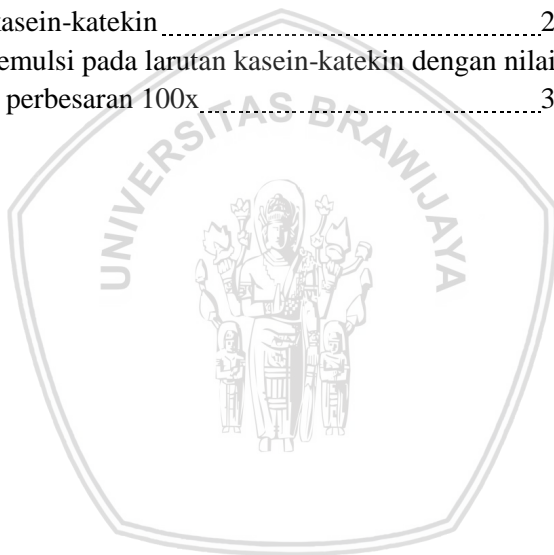 kasein-katekin 2
emulsi pada larutan kasein-katekin dengan nilai
perbesaran 100x 3
UNIVERSITAS BRAWIJAYA